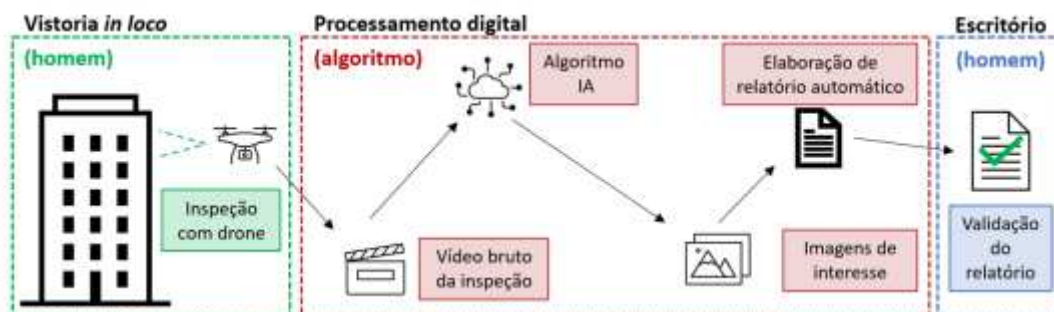 Vistoria in loco
(homem)
Inspeção
com drone
Processamento digital
(algoritmo)
Vídeo bruto
da inspeção
Algoritmo
IA
Imagens de
interesse
Elaboração de
relatório automático
Escritório
(homem)
Validação
do
relatório